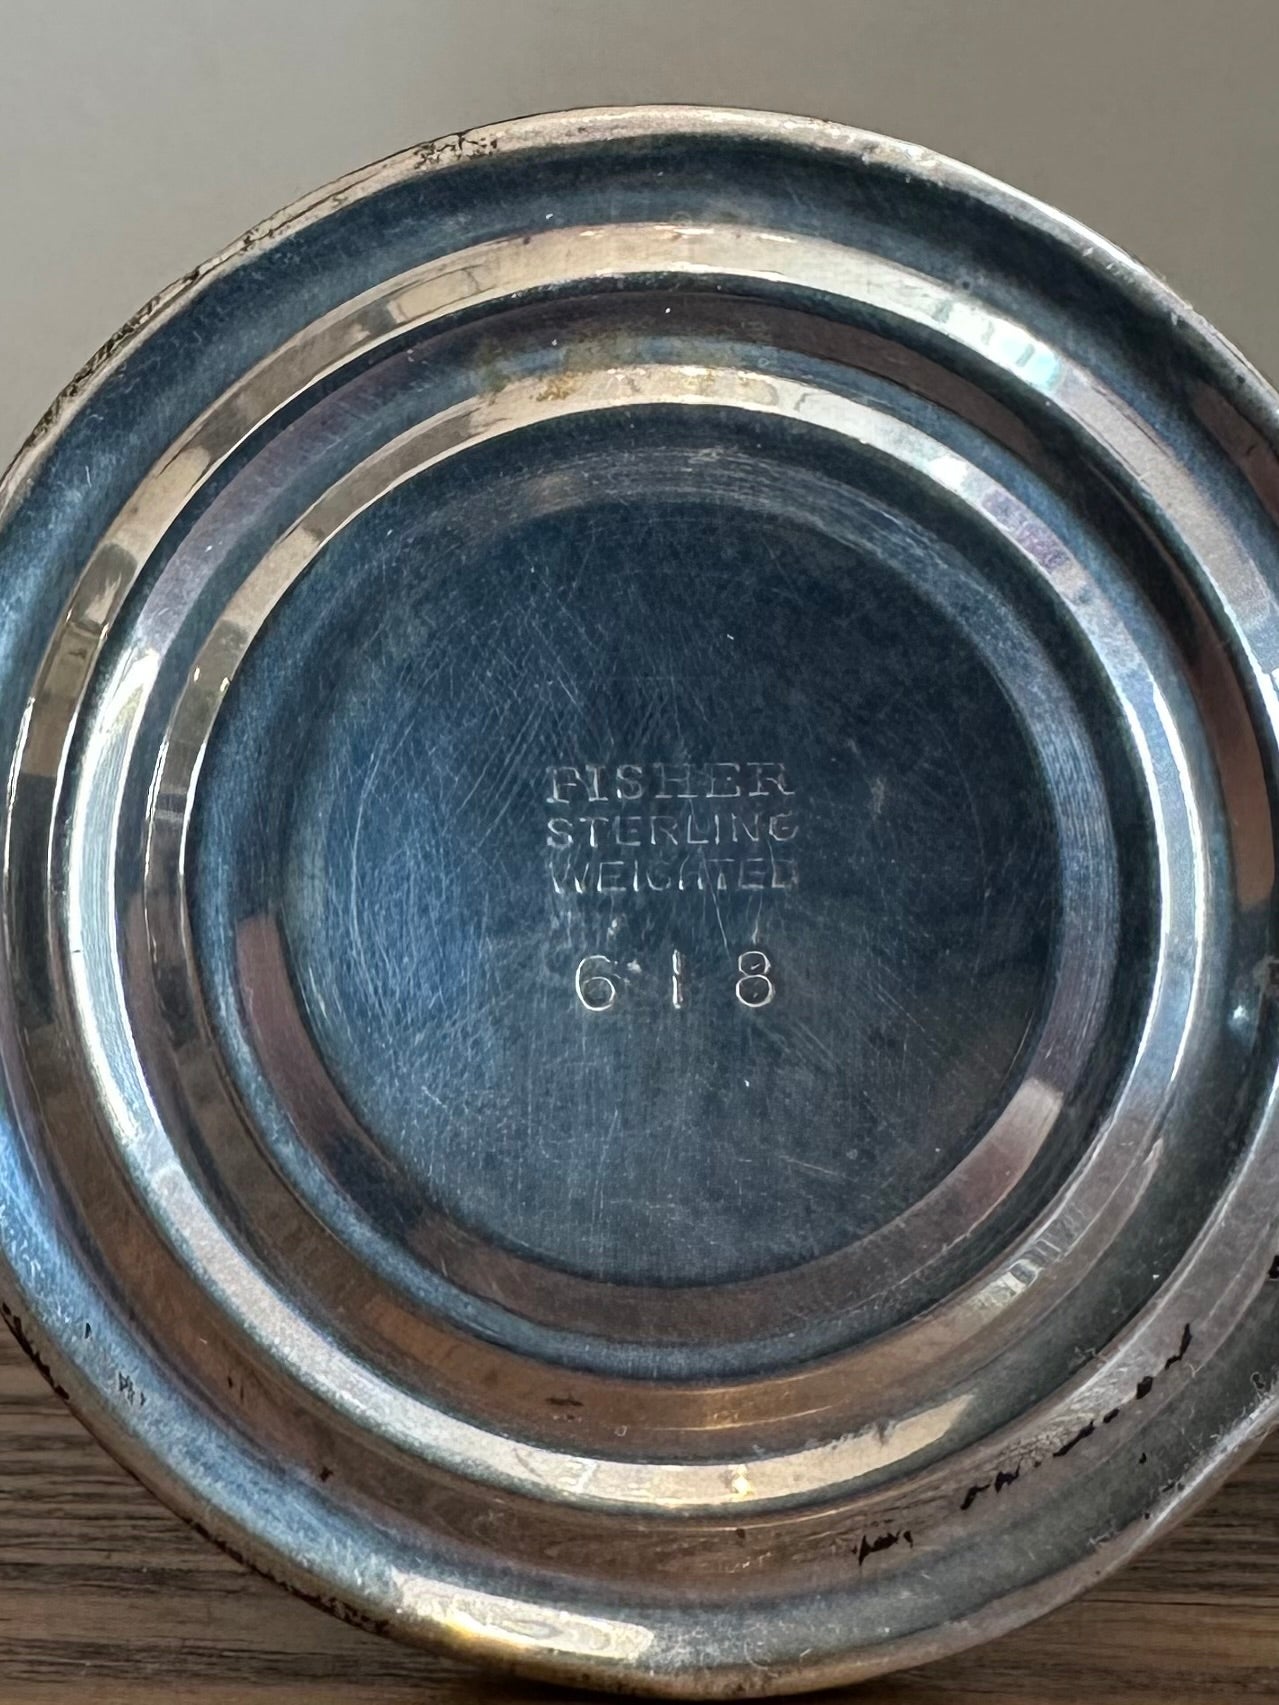 FISHER
STERLING
WEIGHTED
618